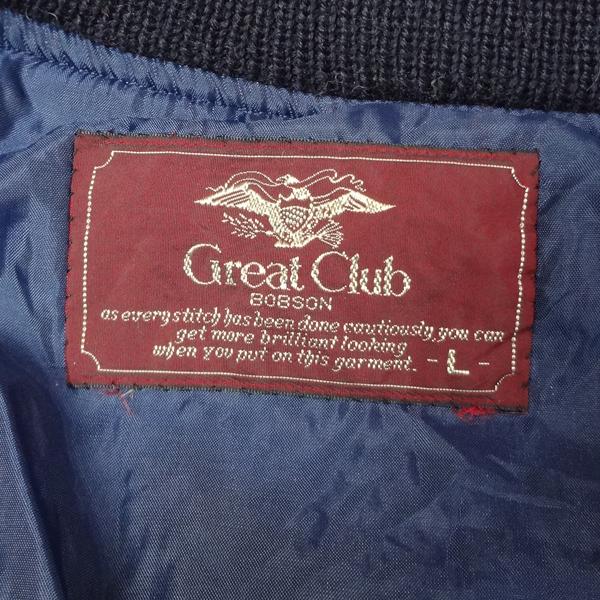 Great Club
BOBSON
as every stitch has been done cautiously, you can
get more brilliant looking
when you put on this garment. - L -